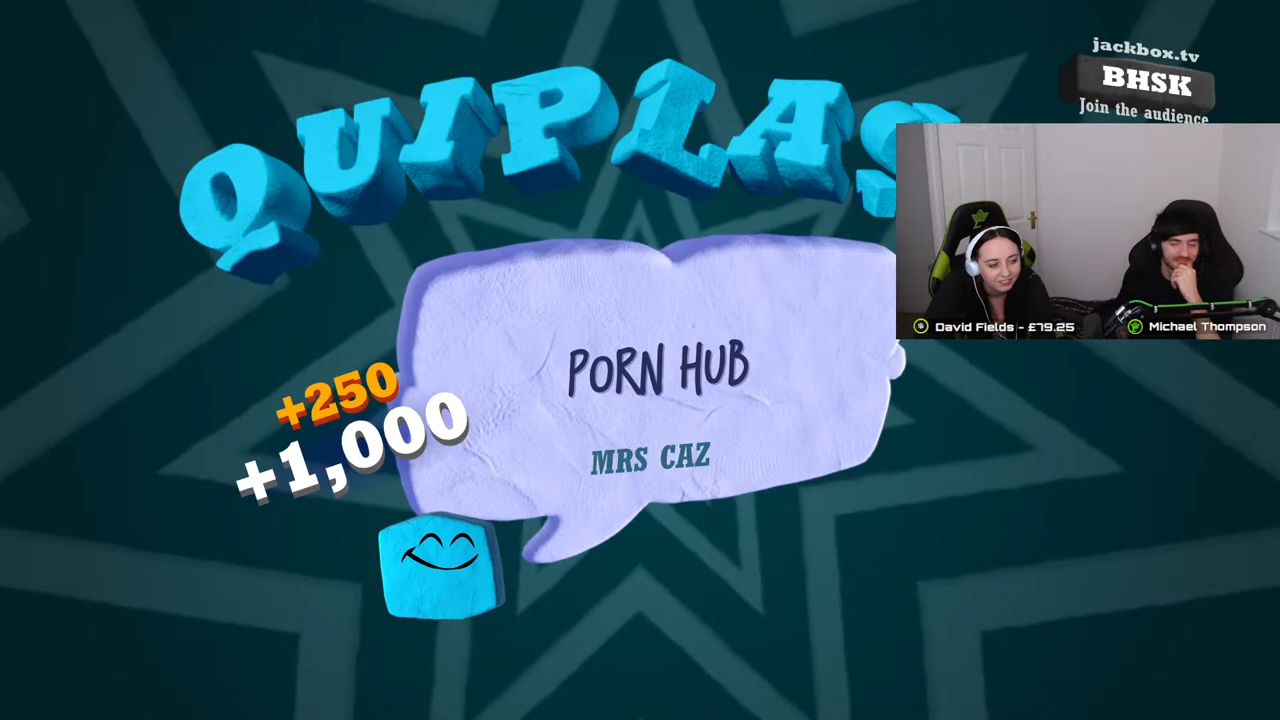 jackbox.tv
BHSK
Join the audience
QUIPLAS
PORN HUB
MRS CAZ
+250
+1,000
David Fields - £79.25
Michael Thompson